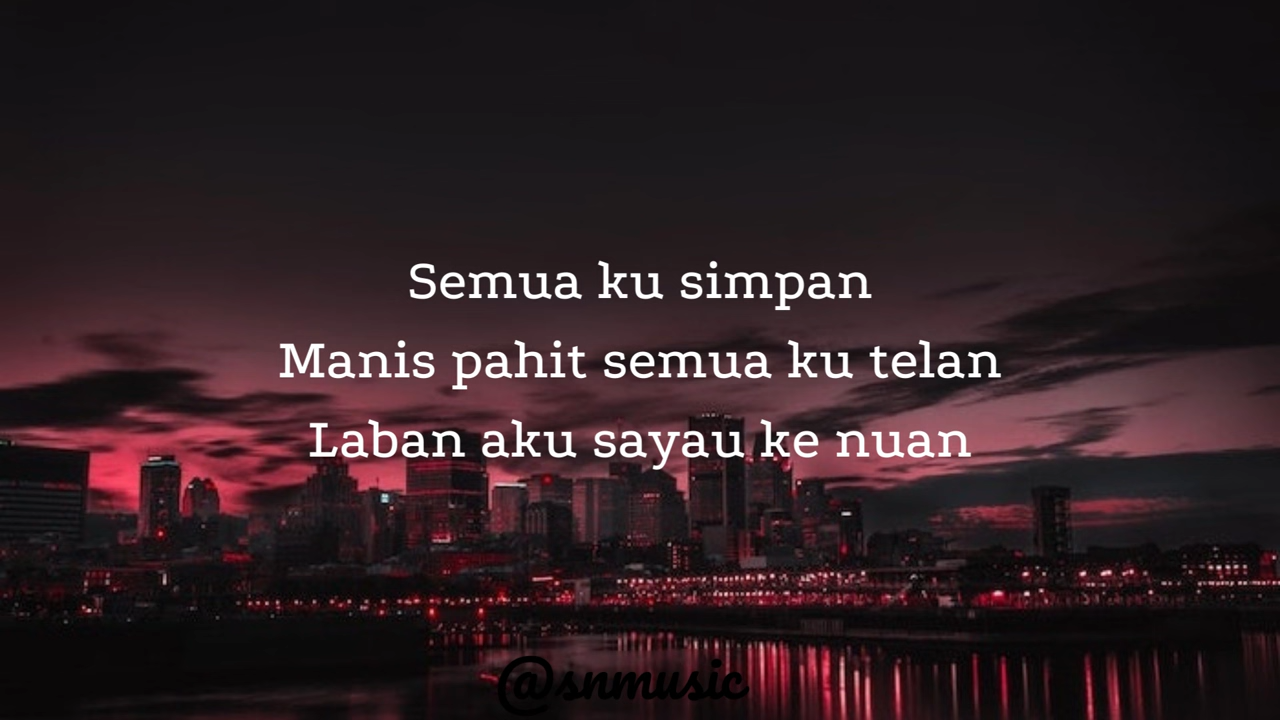 Semua ku simpan
Manis pahit semua ku telan
Laban aku sayau ke nuan
@snmusic